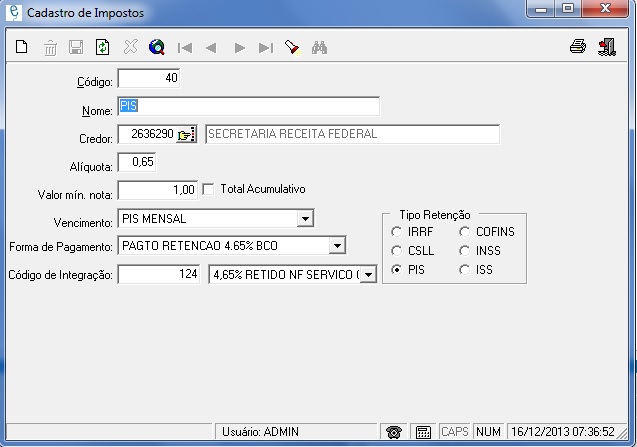 Cadastro de Impostos
Código: 40
Nome: PIS
Credor: 2636290 SECRETARIA RECEITA FEDERAL
Alíquota: 0,65
Valor mín. nota: 1,00 Total Acumulativo
Vencimento: PIS MENSAL
Forma de Pagamento: PAGTO RETENCAO 4.65% BCO
Código de Integração: 124 4,65% RETIDO NF SERVICO
Tipo Retenção
IRRF COFINS
CSLL INSS
PIS ISS
Usuário: ADMIN CAPS NUM 16/12/2013 07:36:52